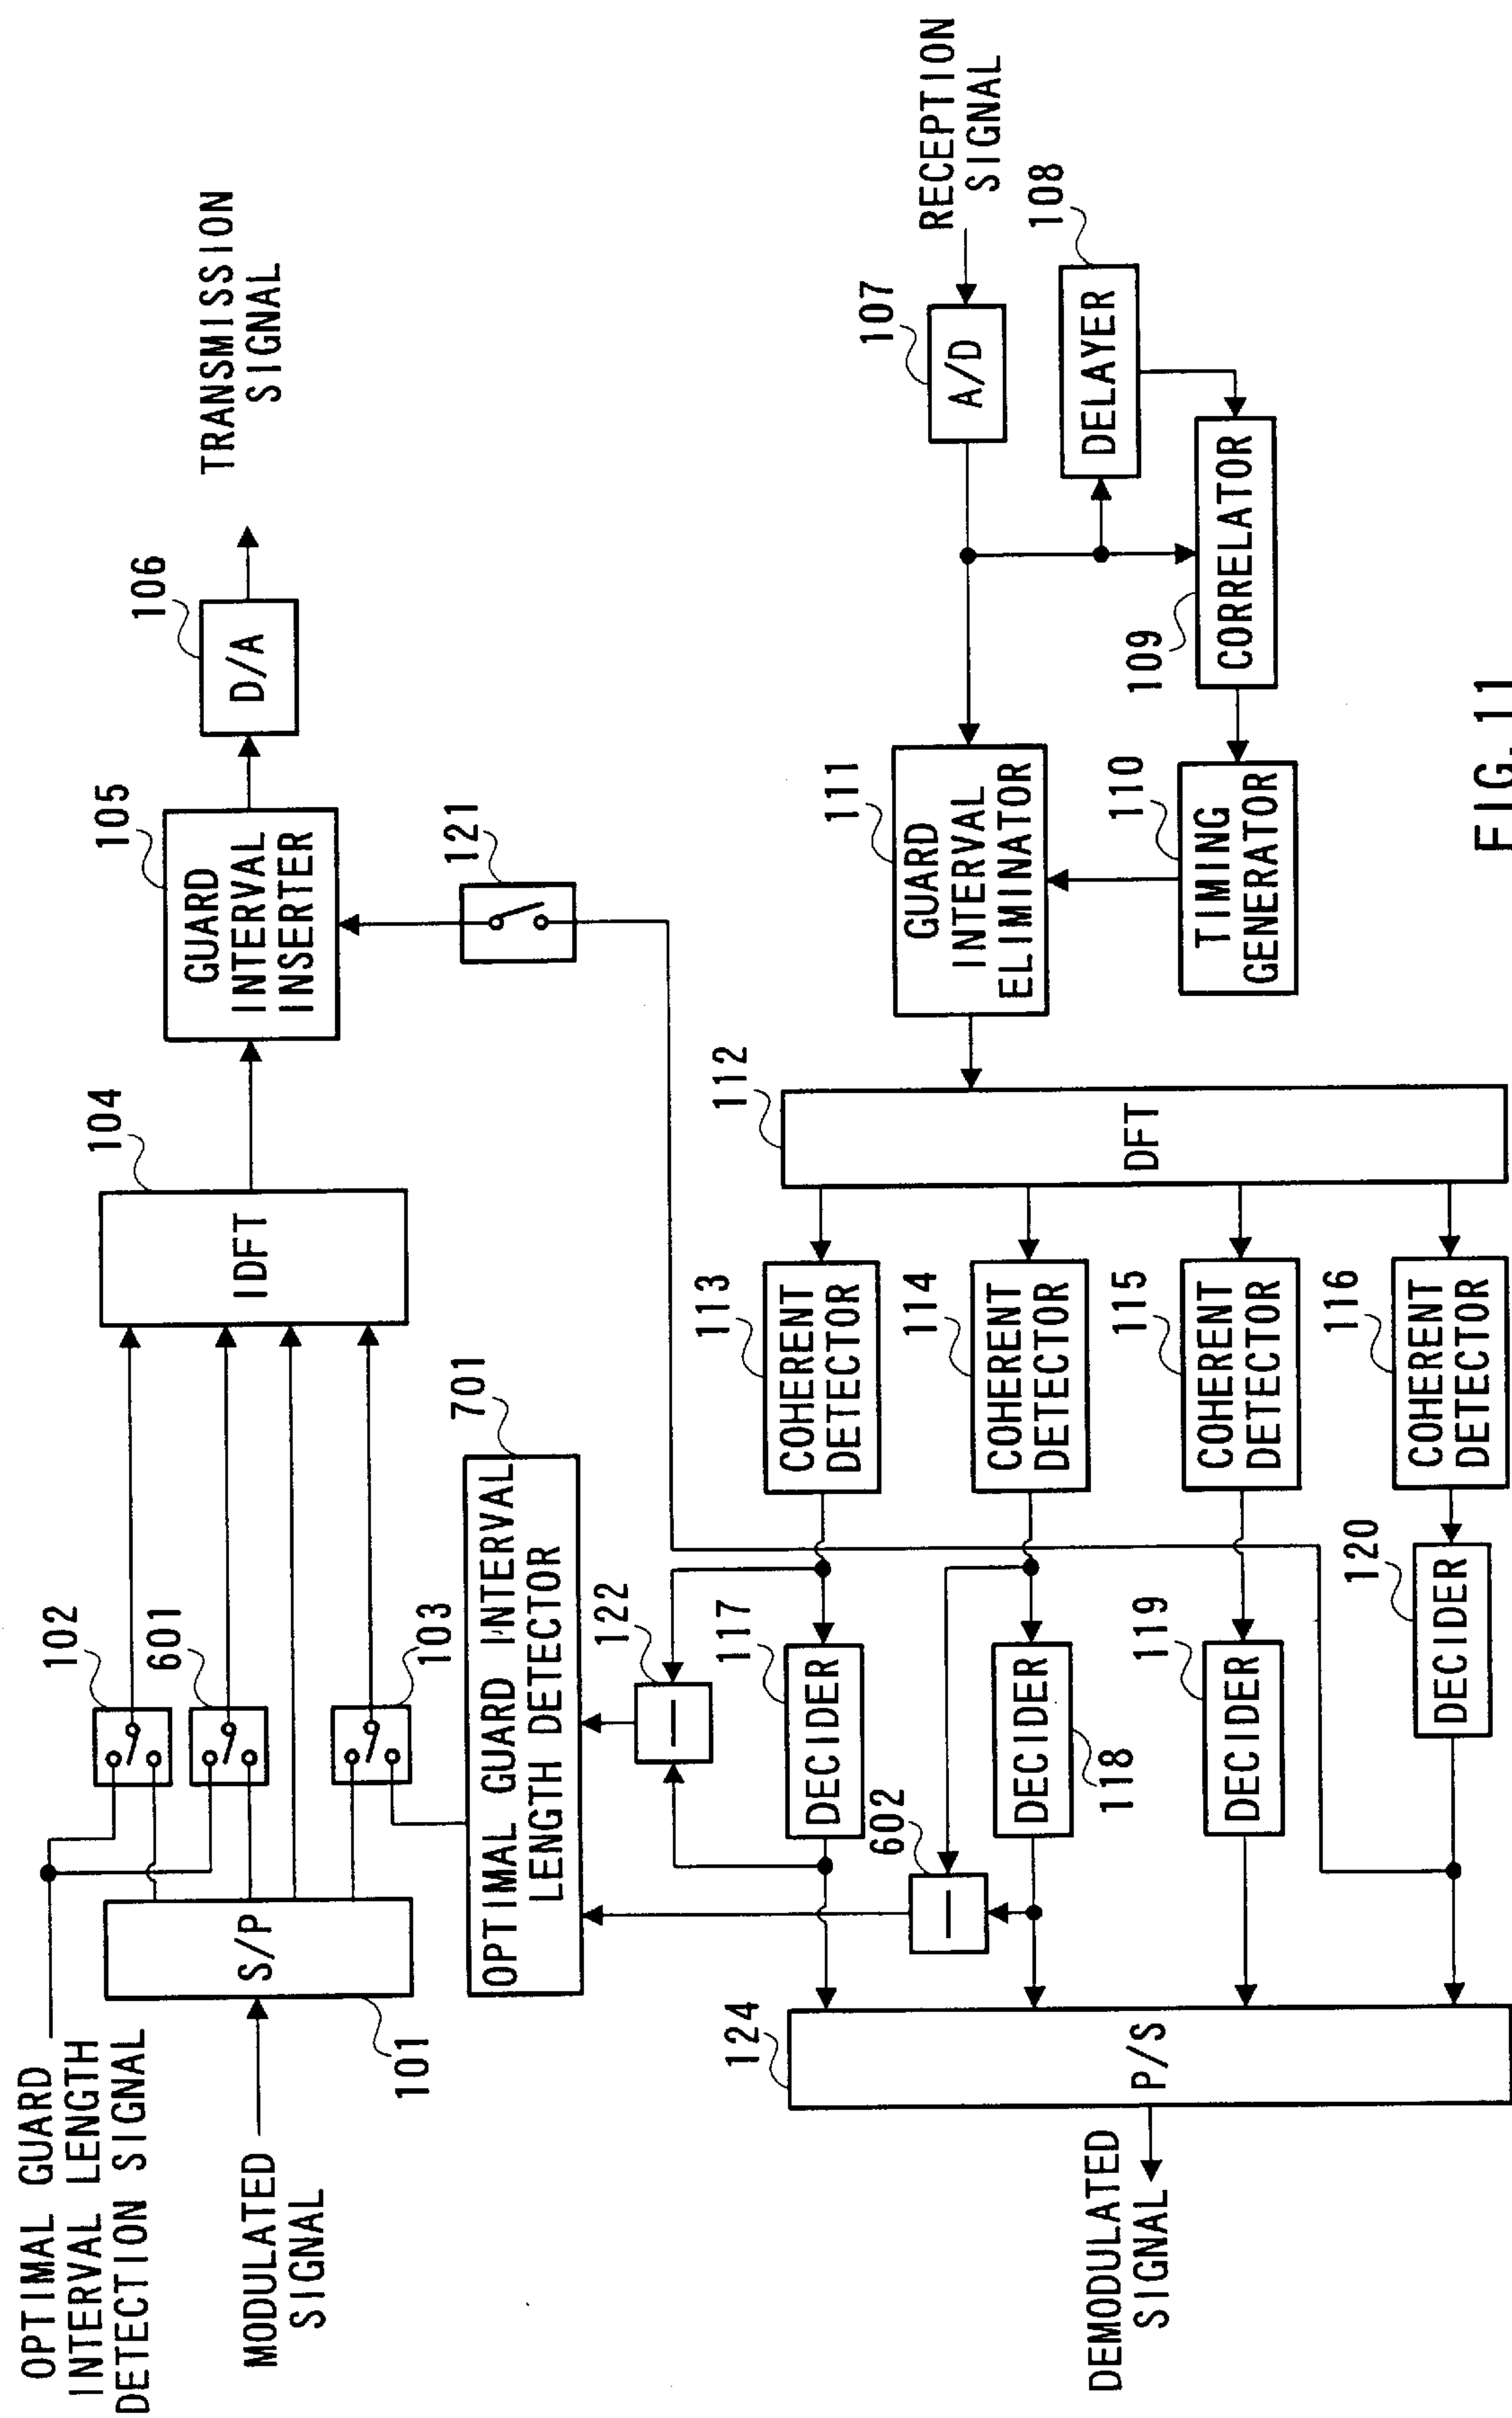 OPTIMAL GUARD
INTERVAL LENGTH
DETECTION SIGNAL
MODULATED
SIGNAL
101
S/P
102
601
103
104
IDFT
105
GUARD
INTERVAL
INSERTER
106
D/A
TRANSMISSION
SIGNAL
121
701
OPTIMAL GUARD INTERVAL
LENGTH DETECTOR
122
602
DEMODULATED
SIGNAL
124
P/S
117
DECIDER
DECIDER
118
119
DECIDER
120
DECIDER
113
COHERENT
DETECTOR
114
COHERENT
DETECTOR
115
COHERENT
DETECTOR
116
COHERENT
DETECTOR
112
DFT
111
GUARD
INTERVAL
ELIMINATOR
110
TIMING
GENERATOR
109
CORRELATOR
107
A/D
108
DELAYER
RECEPTION
SIGNAL
FIG. 11